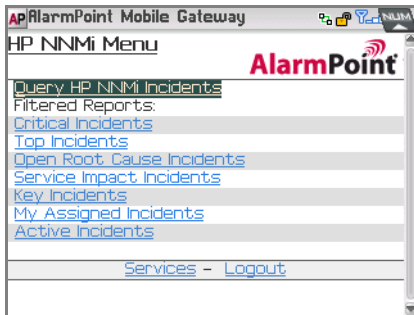 AP AlarmPoint Mobile Gateway NUM
HP NNMi Menu
AlarmPoint
Query HP NNMi Incidents
Filtered Reports:
Critical Incidents
Top Incidents
Open Root Cause Incidents
Service Impact Incidents
Key Incidents
My Assigned Incidents
Active Incidents
Services - Logout